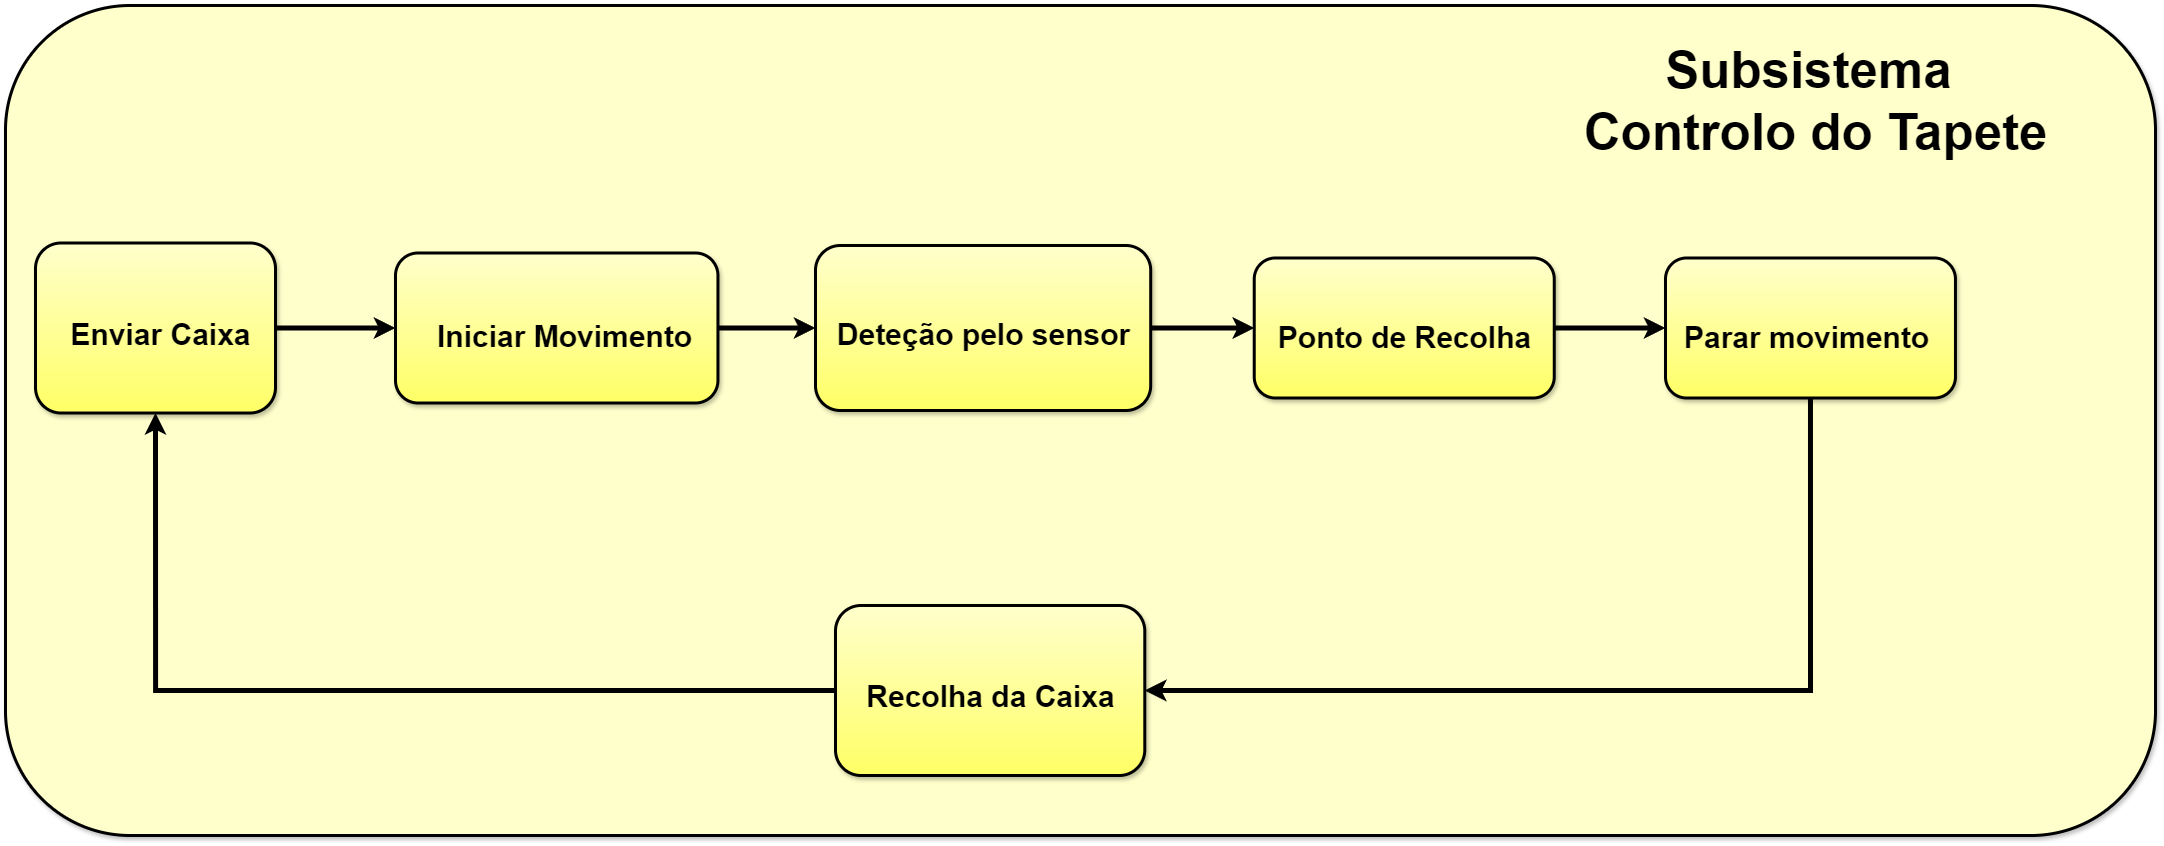 Subsistema
Controlo do Tapete
Enviar Caixa
Iniciar Movimento
Deteção pelo sensor
Ponto de Recolha
Parar movimento
Recolha da Caixa